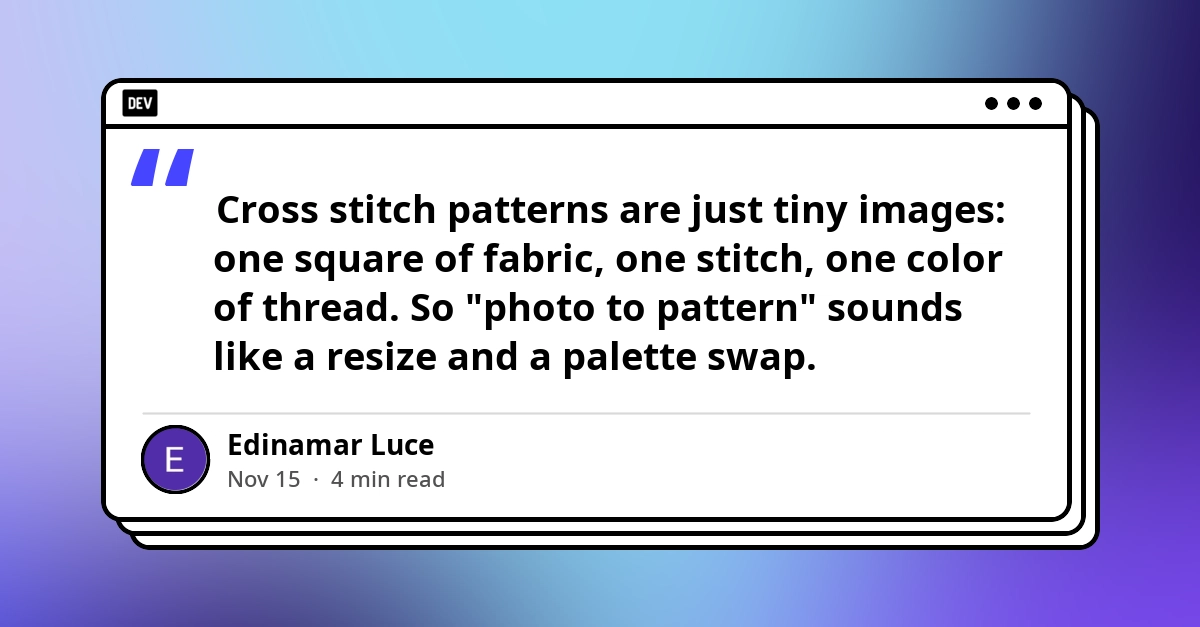 DEV
“
Cross stitch patterns are just tiny images:
one square of fabric, one stitch, one color
of thread. So "photo to pattern" sounds
like a resize and a palette swap.
E
Edinamar Luce
Nov 15 · 4 min read